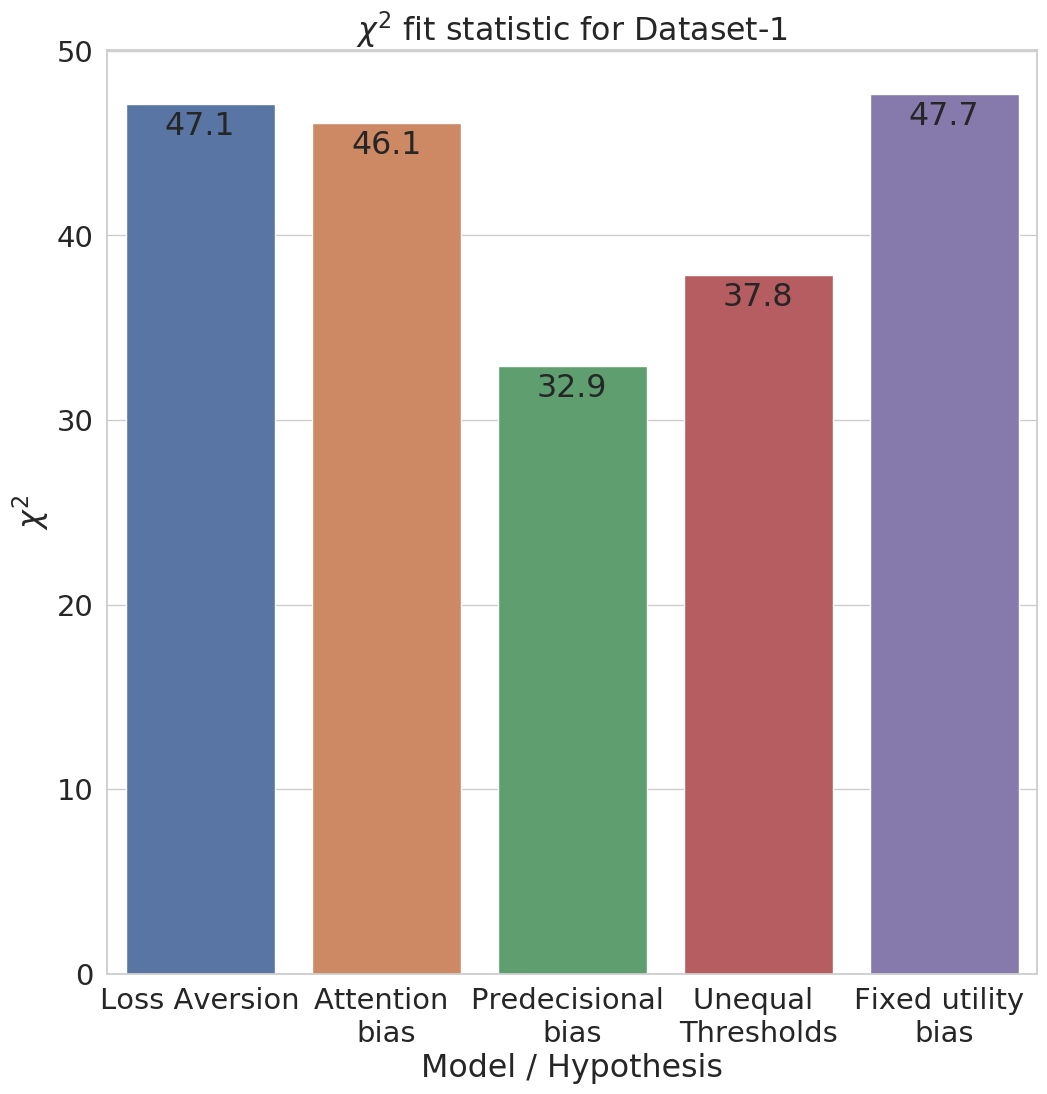 χ² fit statistic for Dataset-1
50
40
30
20
10
0
χ²
47.1
46.1
32.9
37.8
47.7
Loss Aversion
Attention
bias
Predecisional
bias
Unequal
Thresholds
Fixed utility
bias
Model / Hypothesis